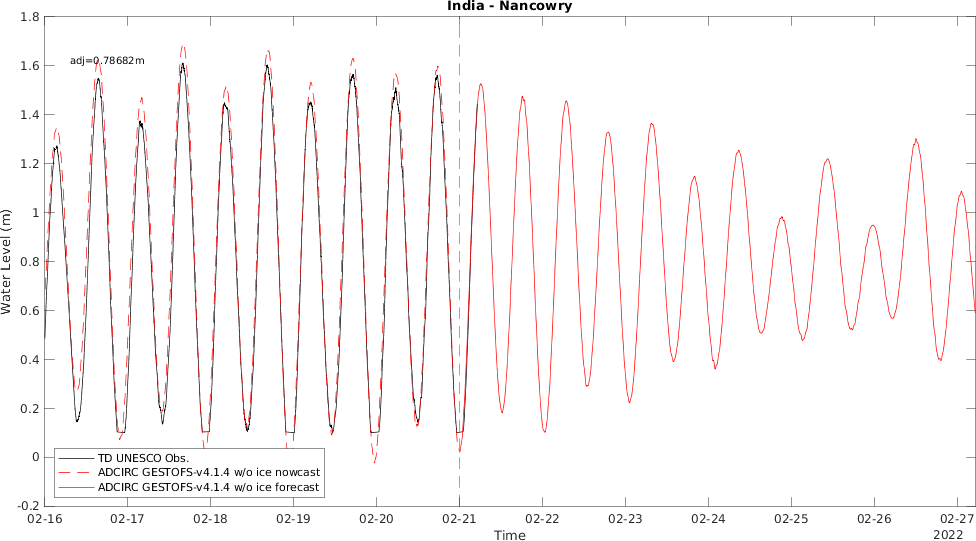 India - Nancowry
adj=0.78682m
Water Level (m)
1.8
1.6
1.4
1.2
1
0.8
0.6
0.4
0.2
0
-0.2
TD UNESCO Obs.
ADCIRC GESTOFS-v4.1.4 w/o ice nowcast
ADCIRC GESTOFS-v4.1.4 w/o ice forecast
02-16 02-17 02-18 02-19 02-20 02-21 02-22 02-23 02-24 02-25 02-26 02-27
Time
2022